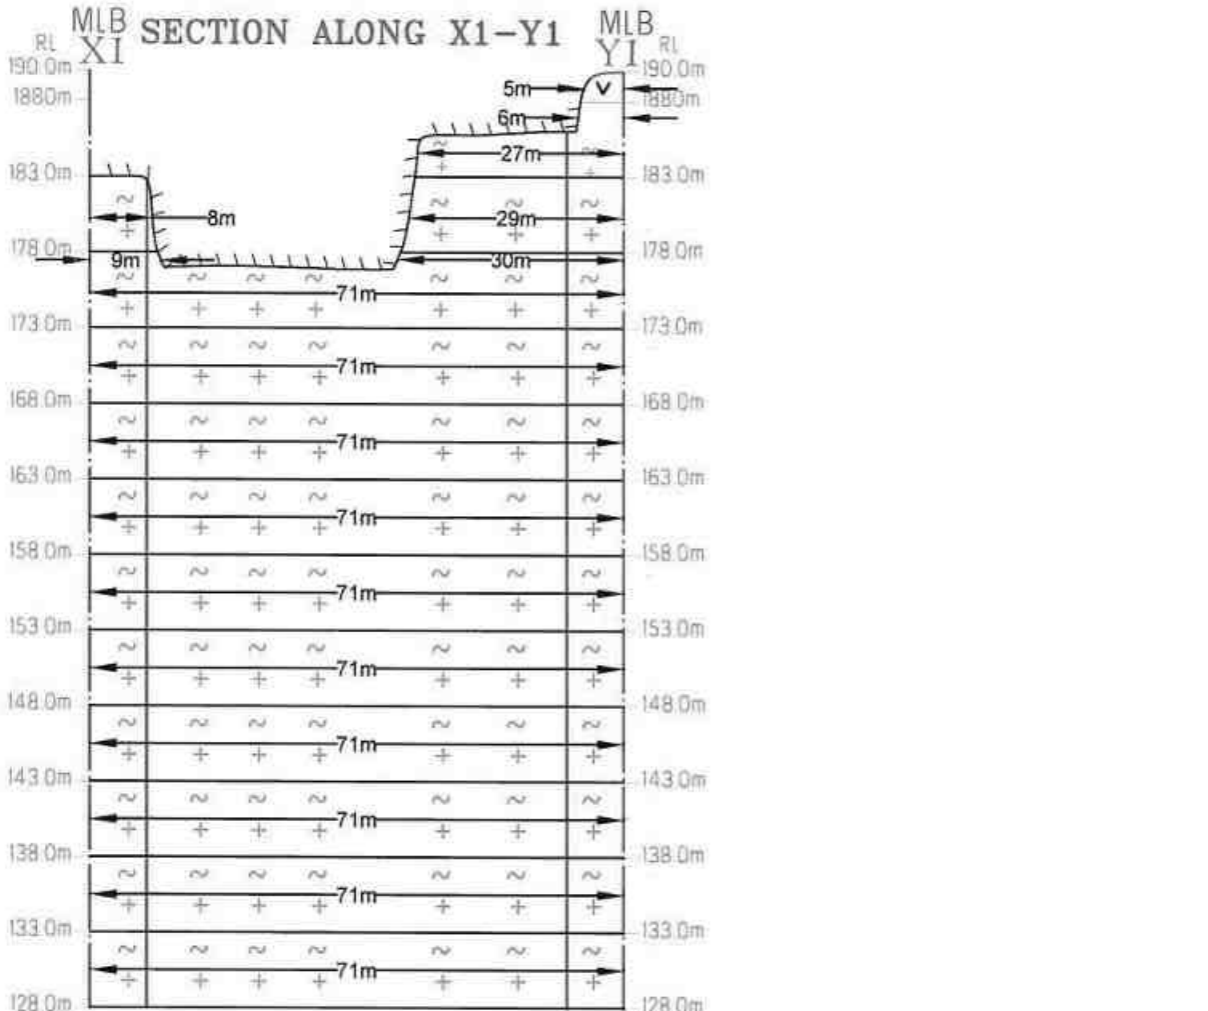 MLB SECTION ALONG X1-Y1 MLB
RL X1 Y1 RL
190.0m 190.0m
5m V
1880m 1880m
6m
27m
183.0m 183.0m
8m 29m
178.0m 178.0m
9m 30m
71m
173.0m 173.0m
71m
168.0m 168.0m
71m
163.0m 163.0m
71m
158.0m 158.0m
71m
153.0m 153.0m
71m
148.0m 148.0m
71m
143.0m 143.0m
71m
138.0m 138.0m
71m
133.0m 133.0m
71m
128.0m 128.0m